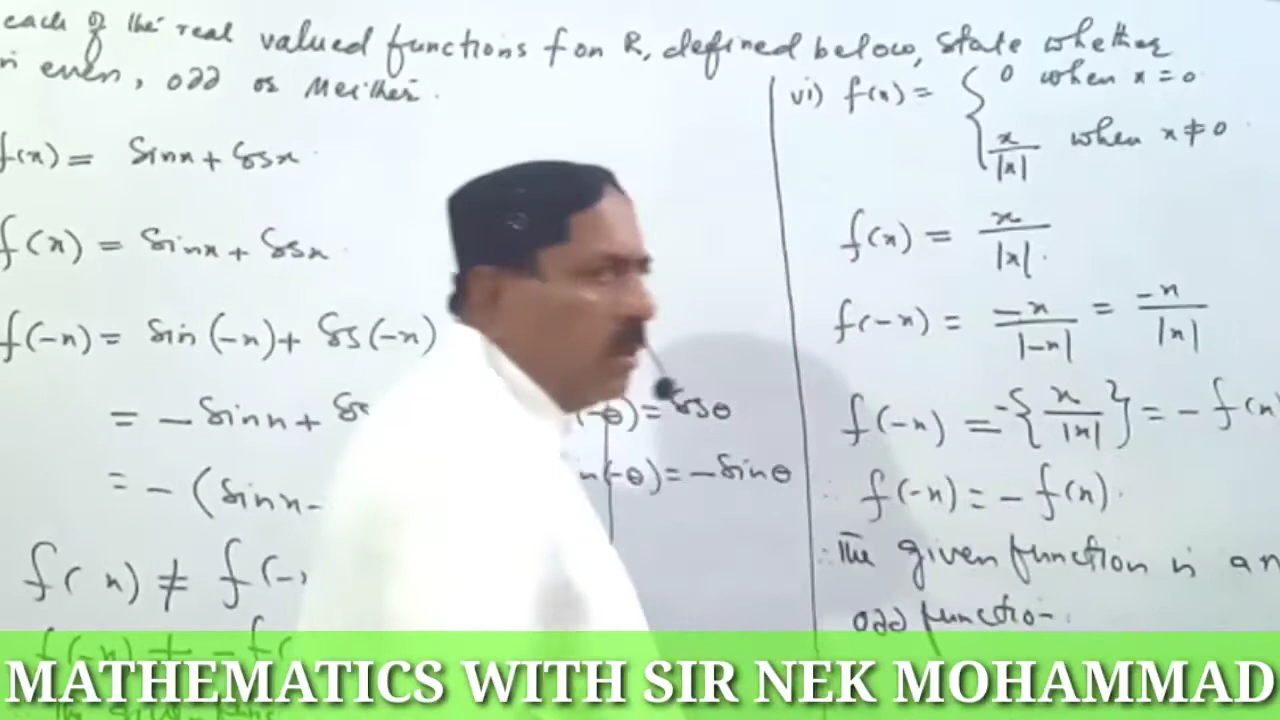 each of the real valued functions f on R, defined below, State whether
even, odd or Neither.
f(x) = Sinx + Cosx.
f(x) = Sinx + Cosx.
f(-x) = Sin(-x) + Cos(-x)
= - Sinx +
= - (Sinx -
f(x) ≠ f(-
f(-x) ≠ - f(
(-θ) = Cosθ
(-θ) = - Sinθ
vi) f(x) = { 0 when x = 0
x/|x| when x ≠ 0
f(x) = x/|x|.
f(-x) = -x/|-x| = -x/|x|
f(-x) = -{x/|x|} = - f(x
∴ f(-x) = - f(x).
∴ The given function is an
odd function.
MATHEMATICS WITH SIR NEK MOHAMMAD